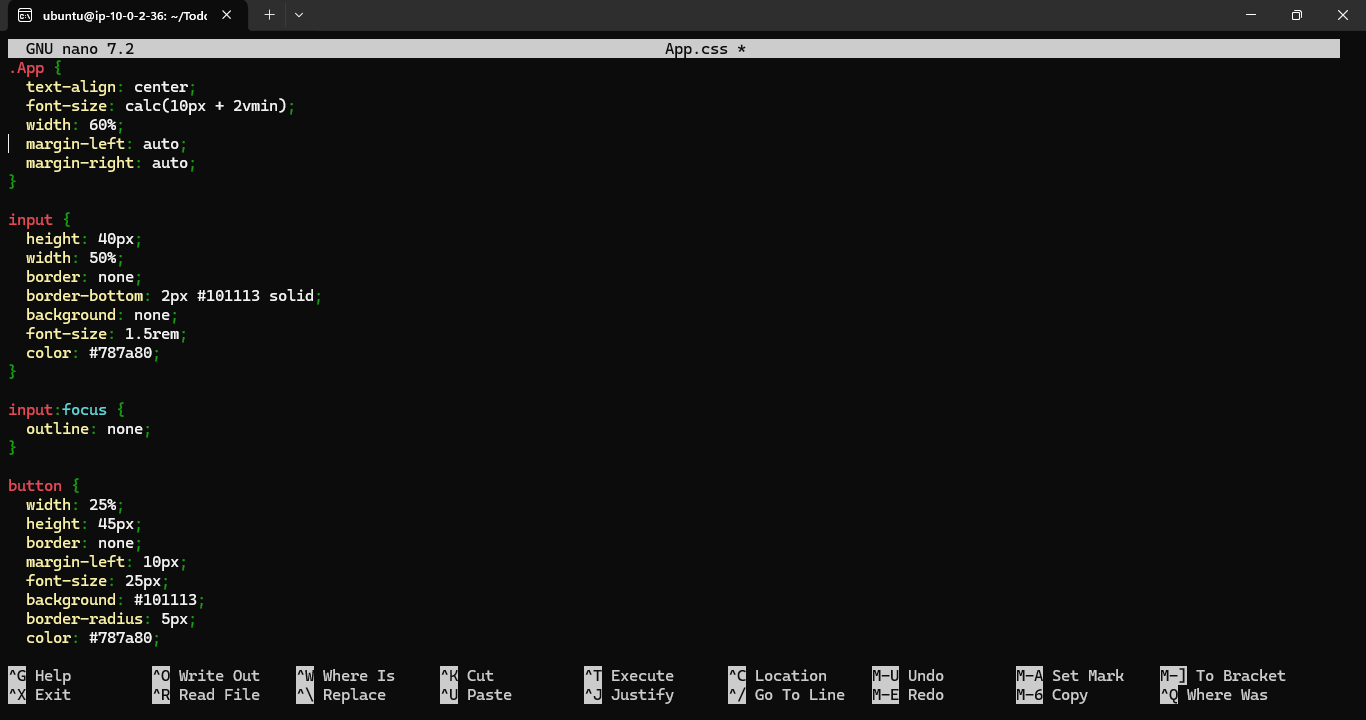 ubuntu@ip-10-0-2-36: ~/Todo
GNU nano 7.2 App.css *
.App {
  text-align: center;
  font-size: calc(10px + 2vmin);
  width: 60%;
  margin-left: auto;
  margin-right: auto;
}
input {
  height: 40px;
  width: 50%;
  border: none;
  border-bottom: 2px #101113 solid;
  background: none;
  font-size: 1.5rem;
  color: #787a80;
}
input:focus {
  outline: none;
}
button {
  width: 25%;
  height: 45px;
  border: none;
  margin-left: 10px;
  font-size: 25px;
  background: #101113;
  border-radius: 5px;
  color: #787a80;
^G Help ^O Write Out ^W Where Is ^K Cut ^T Execute ^C Location M-U Undo M-A Set Mark M-] To Bracket
^X Exit ^R Read File ^\ Replace ^U Paste ^J Justify ^/ Go To Line M-E Redo M-6 Copy ^Q Where Was